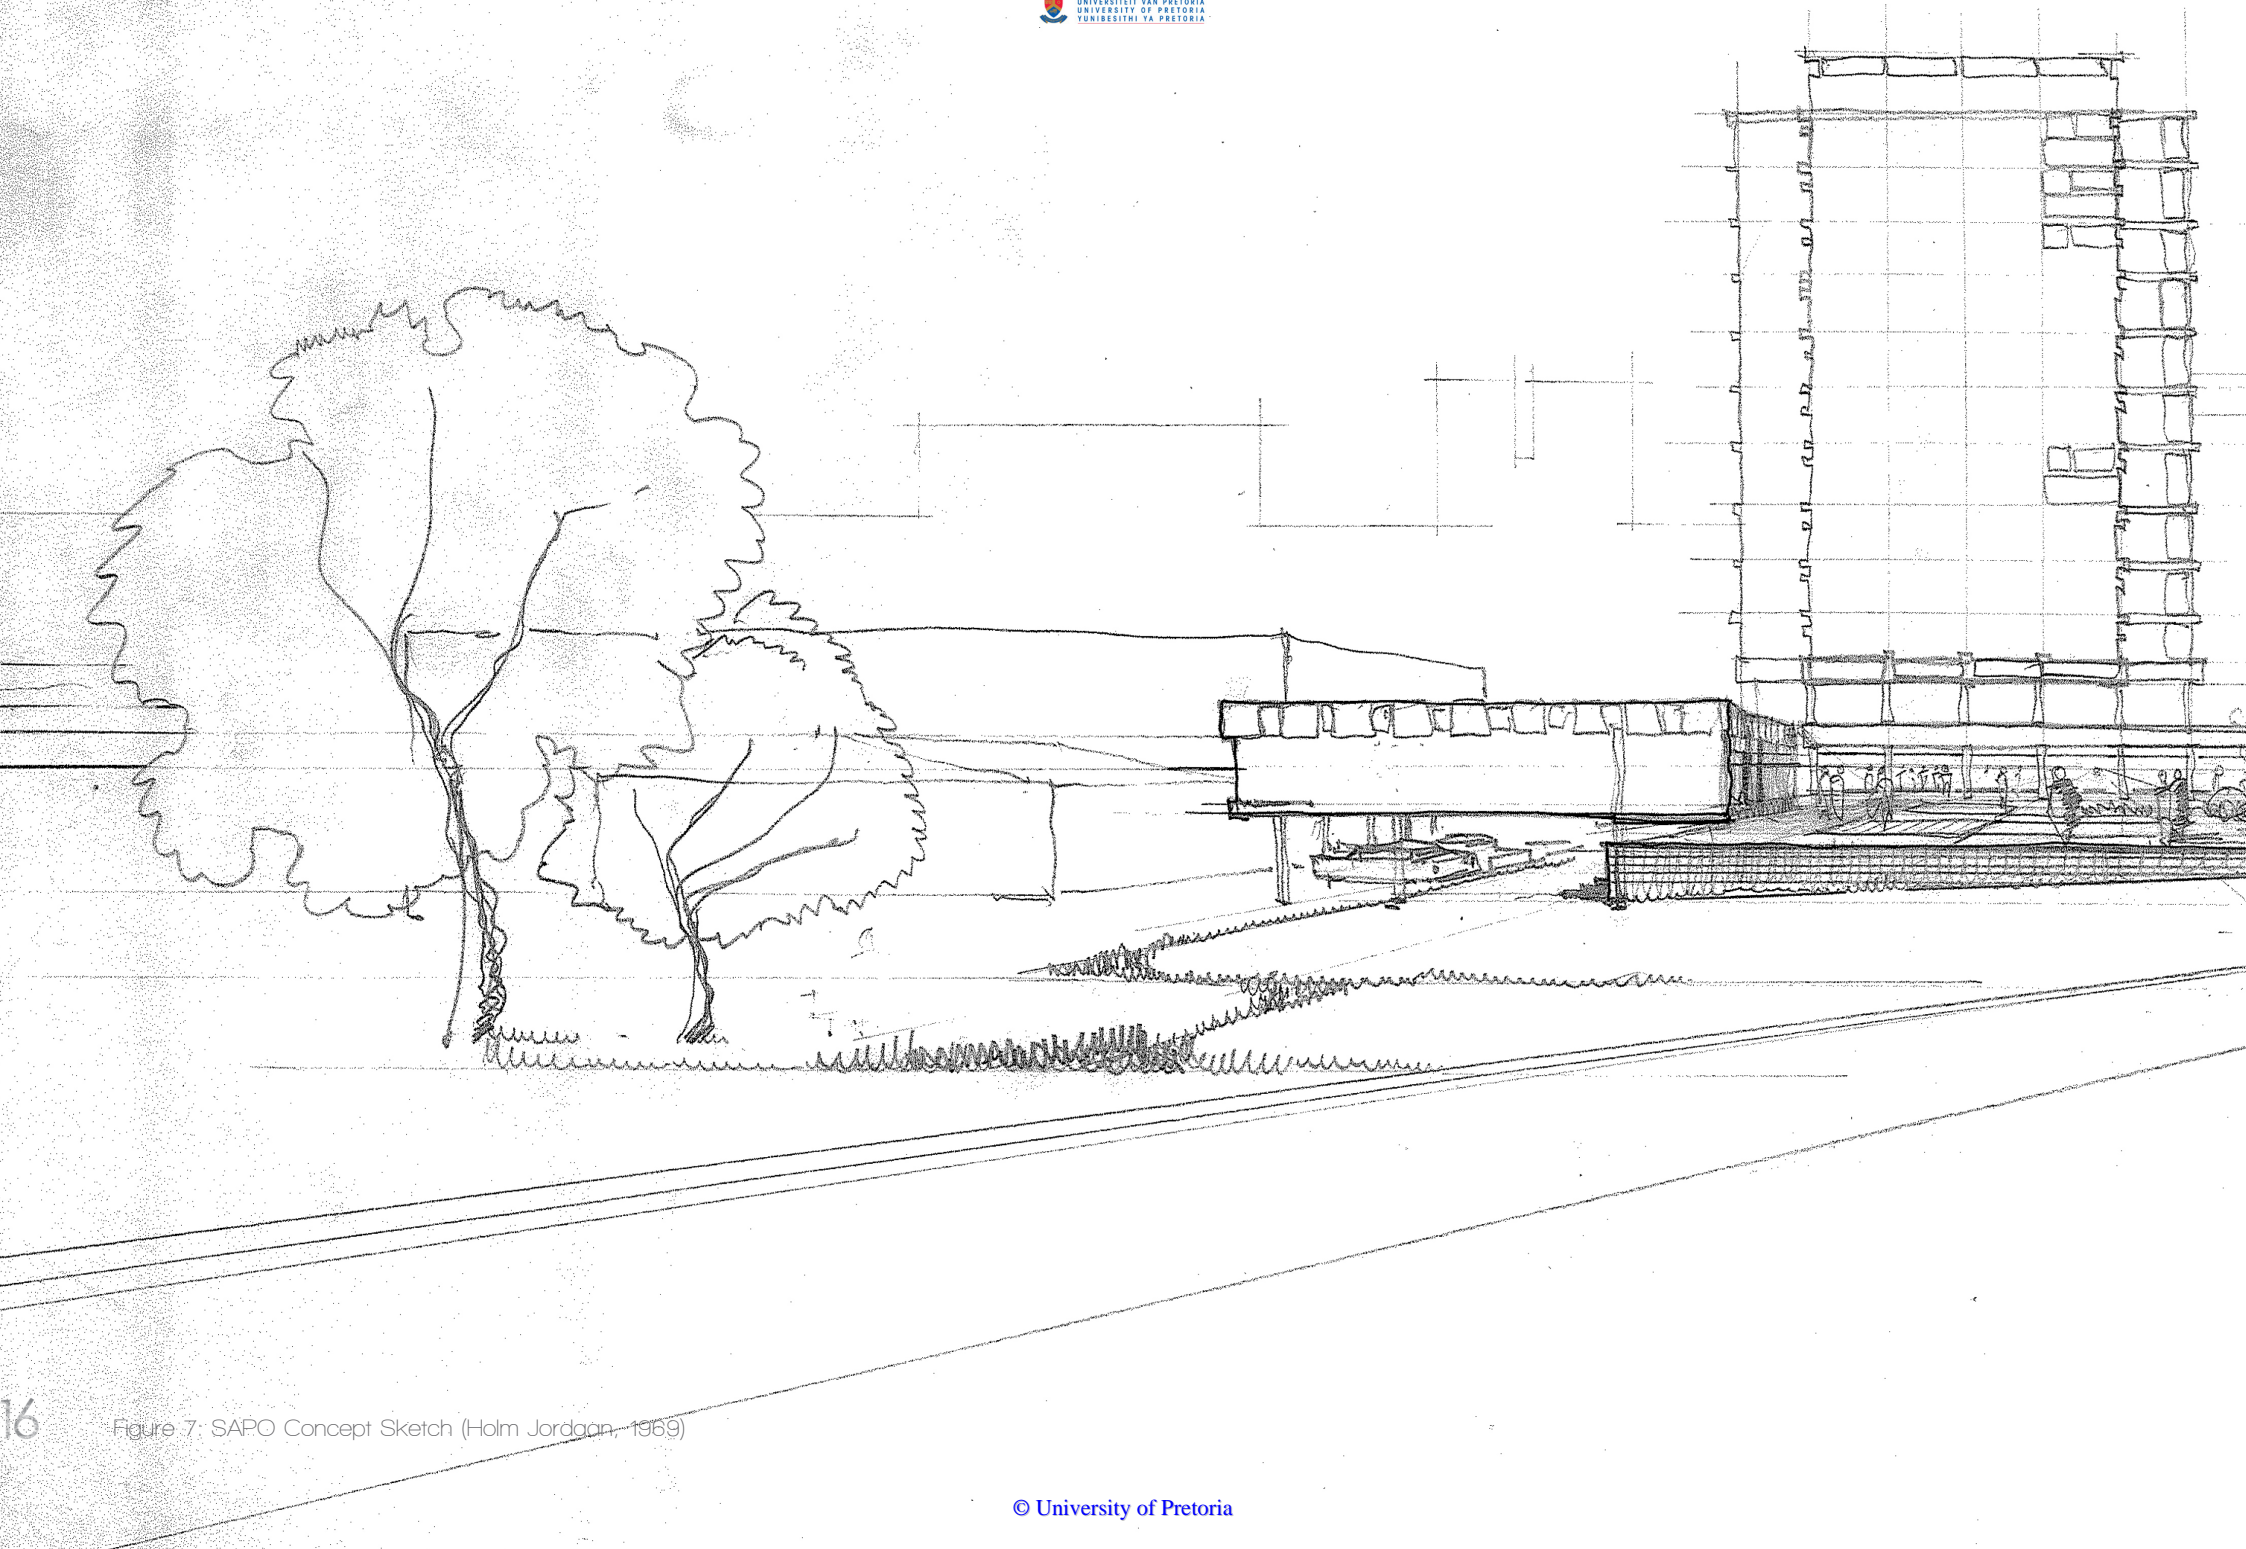 UNIVERSITEIT VAN PRETORIA
UNIVERSITY OF PRETORIA
YUNIBESITHI YA PRETORIA
16
Figure 7: SAPO Concept Sketch (Holm Jordaan, 1969)
© University of Pretoria